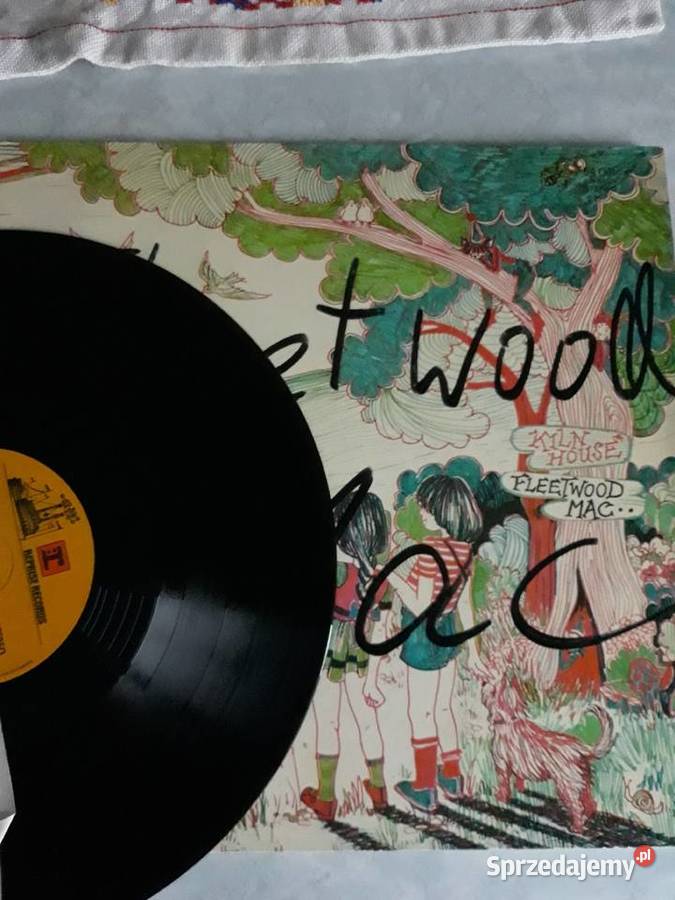 etwood
ac
KILN
HOUSE
FLEETWOOD
MAC..
REPRISE RECORDS
Sprzedajemy.pl